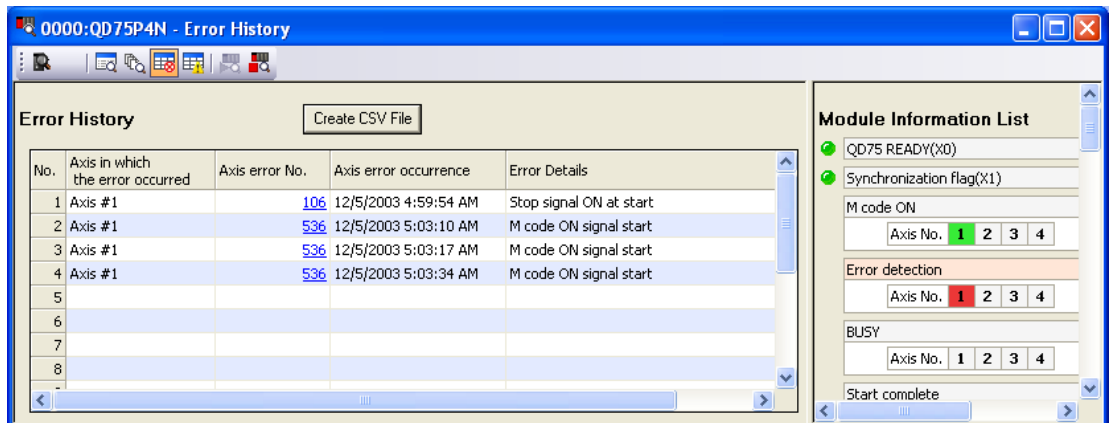 0000:QD75P4N - Error History
Error History
Create CSV File
No. Axis in which the error occurred Axis error No. Axis error occurrence Error Details
1 Axis #1 106 12/5/2003 4:59:54 AM Stop signal ON at start
2 Axis #1 536 12/5/2003 5:03:10 AM M code ON signal start
3 Axis #1 536 12/5/2003 5:03:17 AM M code ON signal start
4 Axis #1 536 12/5/2003 5:03:34 AM M code ON signal start
5
6
7
8
Module Information List
QD75 READY(X0)
Synchronization flag(X1)
M code ON
Axis No. 1 2 3 4
Error detection
Axis No. 1 2 3 4
BUSY
Axis No. 1 2 3 4
Start complete